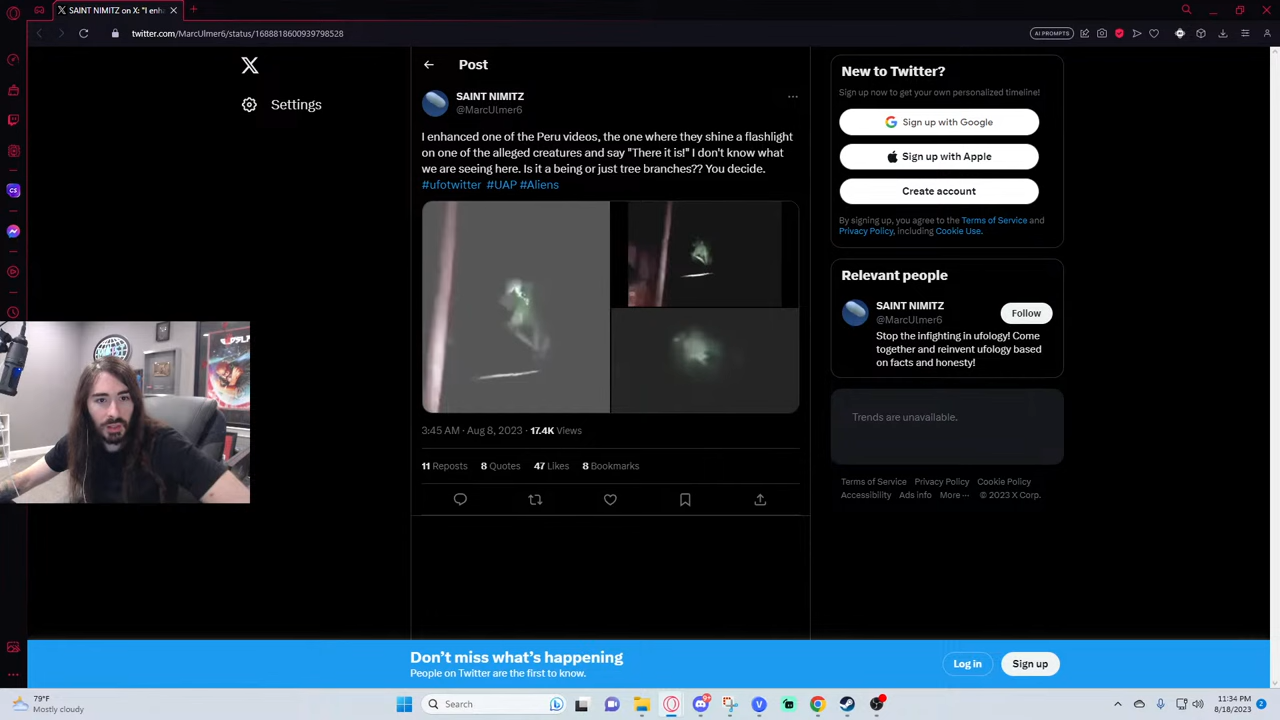 SAINT NIMITZ on X: "I enh
twitter.com/MarcUlmer6/status/1688818600939798528
AI PROMPTS
Settings
Post
SAINT NIMITZ
@MarcUlmer6
I enhanced one of the Peru videos, the one where they shine a flashlight
on one of the alleged creatures and say "There it is!" I don't know what
we are seeing here. Is it a being or just tree branches?? You decide.
#ufotwitter #UAP #Aliens
3:45 AM · Aug 8, 2023 · 17.4K Views
11 Reposts 8 Quotes 47 Likes 8 Bookmarks
New to Twitter?
Sign up now to get your own personalized timeline!
Sign up with Google
Sign up with Apple
Create account
By signing up, you agree to the Terms of Service and
Privacy Policy, including Cookie Use.
Relevant people
SAINT NIMITZ
@MarcUlmer6
Follow
Stop the infighting in ufology! Come
together and reinvent ufology based
on facts and honesty!
Trends are unavailable.
Terms of Service Privacy Policy Cookie Policy
Accessibility Ads info More ··· © 2023 X Corp.
Don't miss what's happening
People on Twitter are the first to know.
Log in
Sign up
79°F
Mostly cloudy
Search
11:34 PM
8/18/2023